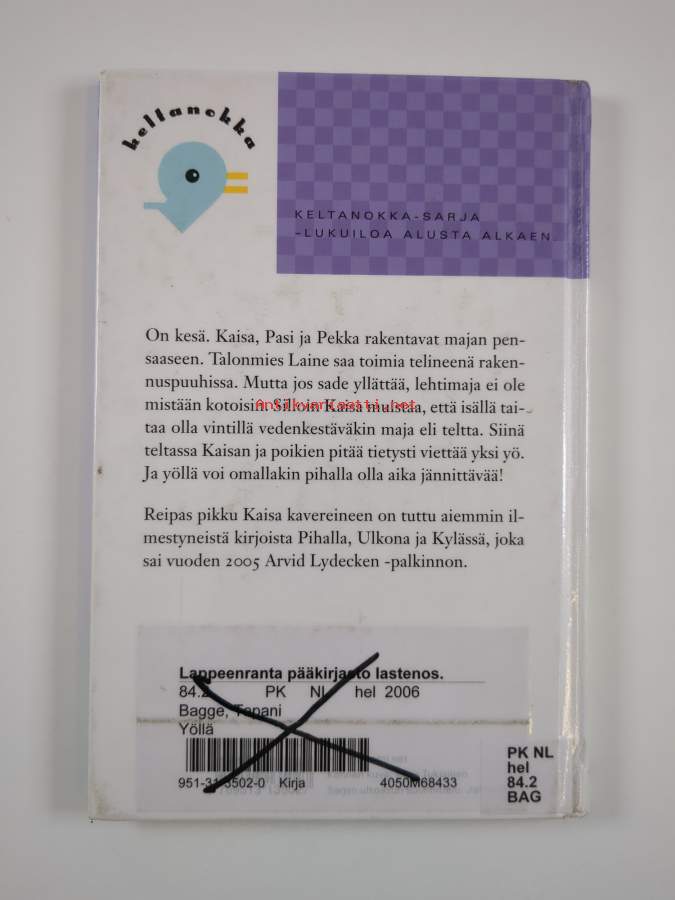 keltanokka
KELTANOKKA-SARJA
-LUKUILOA ALUSTA ALKAEN
On kesä. Kaisa, Pasi ja Pekka rakentavat majan pen-
saaseen. Talonmies Laine saa toimia telineenä raken-
nuspuuhissa. Mutta jos sade yllättää, lehtimaja ei ole
mistään kotoisin. Silloin Kaisa muistaa, että isällä tai-
Antikvariaatti.net
taa olla vintillä vedenkestäväkin maja eli teltta. Siinä
teltassa Kaisan ja poikien pitää tietysti viettää yksi yö.
Ja yöllä voi omallakin pihalla olla aika jännittävää!
Reipas pikku Kaisa kavereineen on tuttu aiemmin il-
mestyneistä kirjoista Pihalla, Ulkona ja Kylässä, joka
sai vuoden 2005 Arvid Lydecken -palkinnon.
Lappeenranta pääkirjasto lastenos.
84.2 PK NL hel 2006
Bagge, Tapani
Yöllä
Kirja 4050M68433
PK NL
hel
84.2
BAG